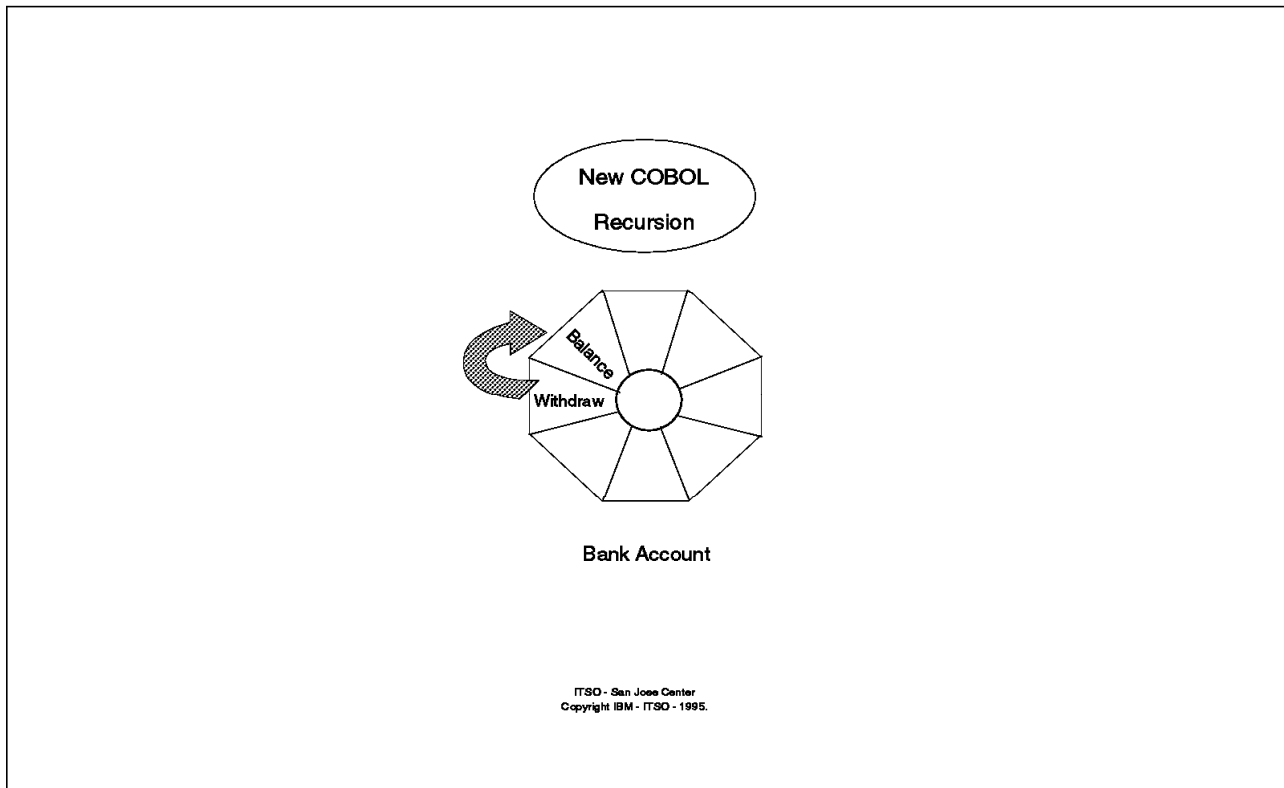 New COBOL
Recursion
Balance
Withdraw
Bank Account
ITSO - San Jose Center
Copyright IBM - ITSO - 1995.